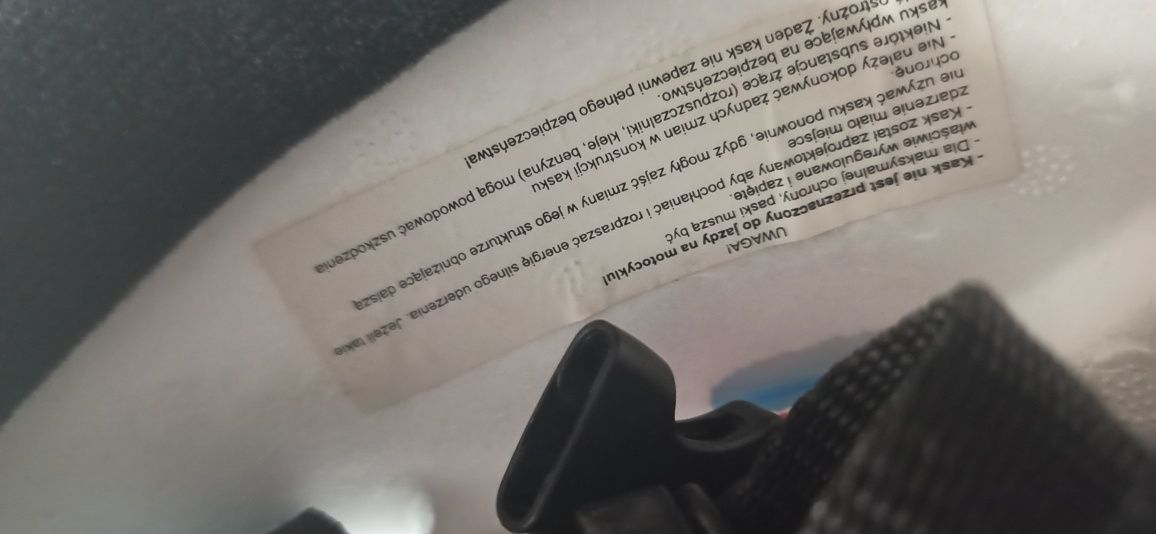 UWAGA!
- Kask nie jest przeznaczony do jazdy na motocyklu!
- Dla maksymalnej ochrony, paski muszą być
właściwie wyregulowane i zapięte.
- Kask został zaprojektowany aby pochłaniać i rozpraszać energię silnego uderzenia. Jeżeli takie
zdarzenie miało miejsce
nie używać kasku ponownie, gdyż mogły zajść zmiany w jego strukturze obniżające dalszą
ochronę.
- Nie należy dokonywać żadnych zmian w konstrukcji kasku
- Niektóre substancje żrące (rozpuszczalniki, kleje, benzyna) mogą powodować uszkodzenia
kasku wpływające na bezpieczeństwo.
ostrożny. Żaden kask nie zapewni pełnego bezpieczeństwa!